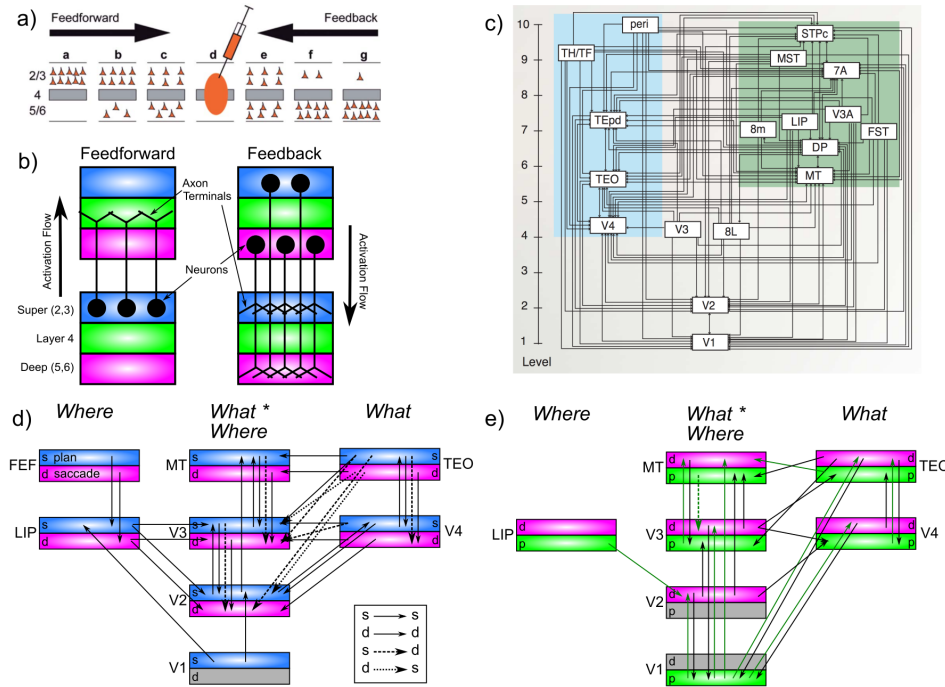 a)
Feedforward
Feedback
a b c d e f g
2/3
4
5/6
b)
Feedforward
Feedback
Axon
Terminals
Activation Flow
Neurons
Activation Flow
Super (2,3)
Layer 4
Deep (5,6)
c)
10
9
8
7
6
5
4
3
2
1
Level
peri
TH/TF
STPc
MST
7A
TEpd
8m
LIP
V3A
FST
DP
TEO
MT
V4
V3
8L
V2
V1
d)
Where
What *
Where
What
FEF
s plan
d saccade
MT
s
d
s
d
TEO
LIP
s
d
V3
s
d
s
d
V4
V2
s
d
V1
s
d
s s
d d
s d
d s
e)
Where
What *
Where
What
MT
d
p
d
p
TEO
LIP
d
p
V3
d
p
d
p
V4
V2
d
p
V1
d
p